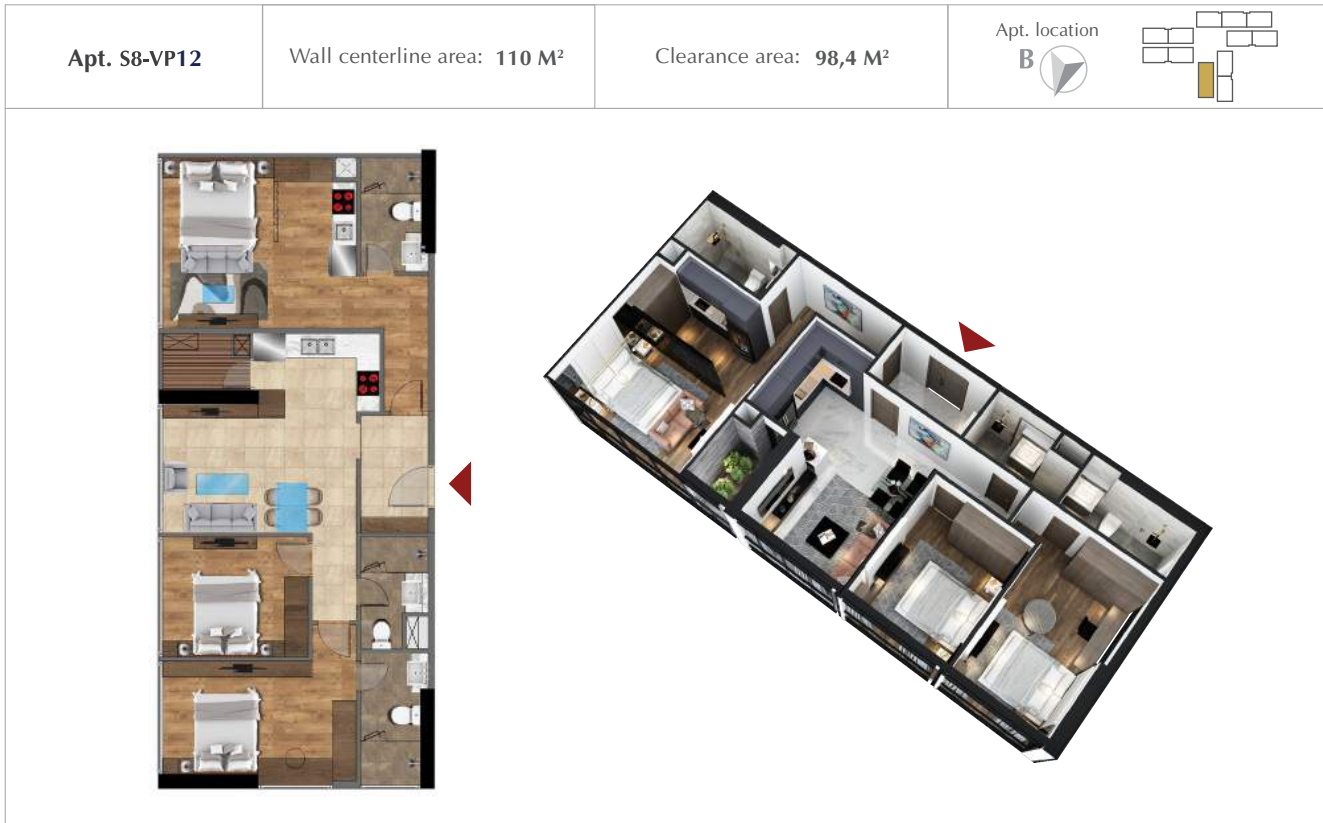 Apt. S8-VP12
Wall centerline area: 110 M²
Clearance area: 98,4 M²
Apt. location
B